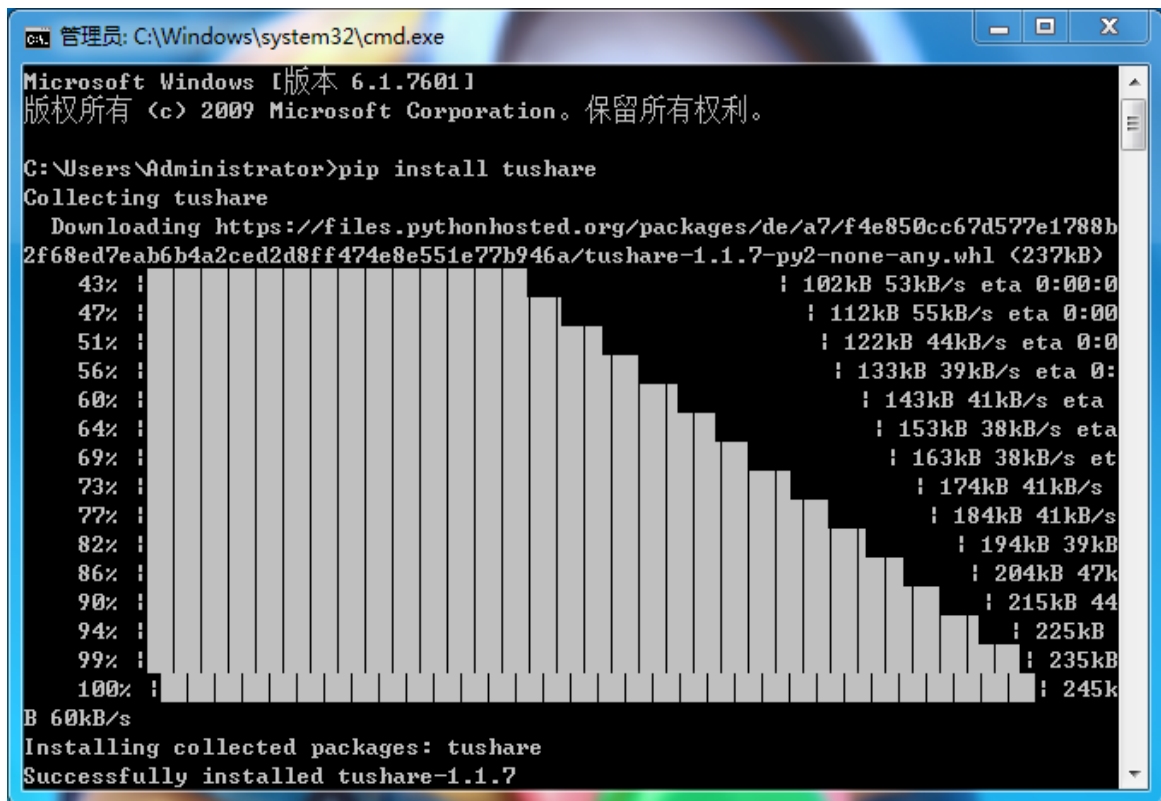 管理员: C:\Windows\system32\cmd.exe
Microsoft Windows [版本 6.1.7601]
版权所有 (c) 2009 Microsoft Corporation。保留所有权利。
C:\Users\Administrator>pip install tushare
Collecting tushare
Downloading https://files.pythonhosted.org/packages/de/a7/f4e850cc67d577e1788b
2f68ed7eab6b4a2ced2d8ff474e8e551e77b946a/tushare-1.1.7-py2-none-any.whl (237kB)
43% | | 102kB 53kB/s eta 0:00:0
47% | | 112kB 55kB/s eta 0:00
51% | | 122kB 44kB/s eta 0:0
56% | | 133kB 39kB/s eta 0:
60% | | 143kB 41kB/s eta
64% | | 153kB 38kB/s eta
69% | | 163kB 38kB/s et
73% | | 174kB 41kB/s
77% | | 184kB 41kB/s
82% | | 194kB 39kB
86% | | 204kB 47k
90% | | 215kB 44
94% | | 225kB
99% | | 235kB
100% | | 245k
B 60kB/s
Installing collected packages: tushare
Successfully installed tushare-1.1.7